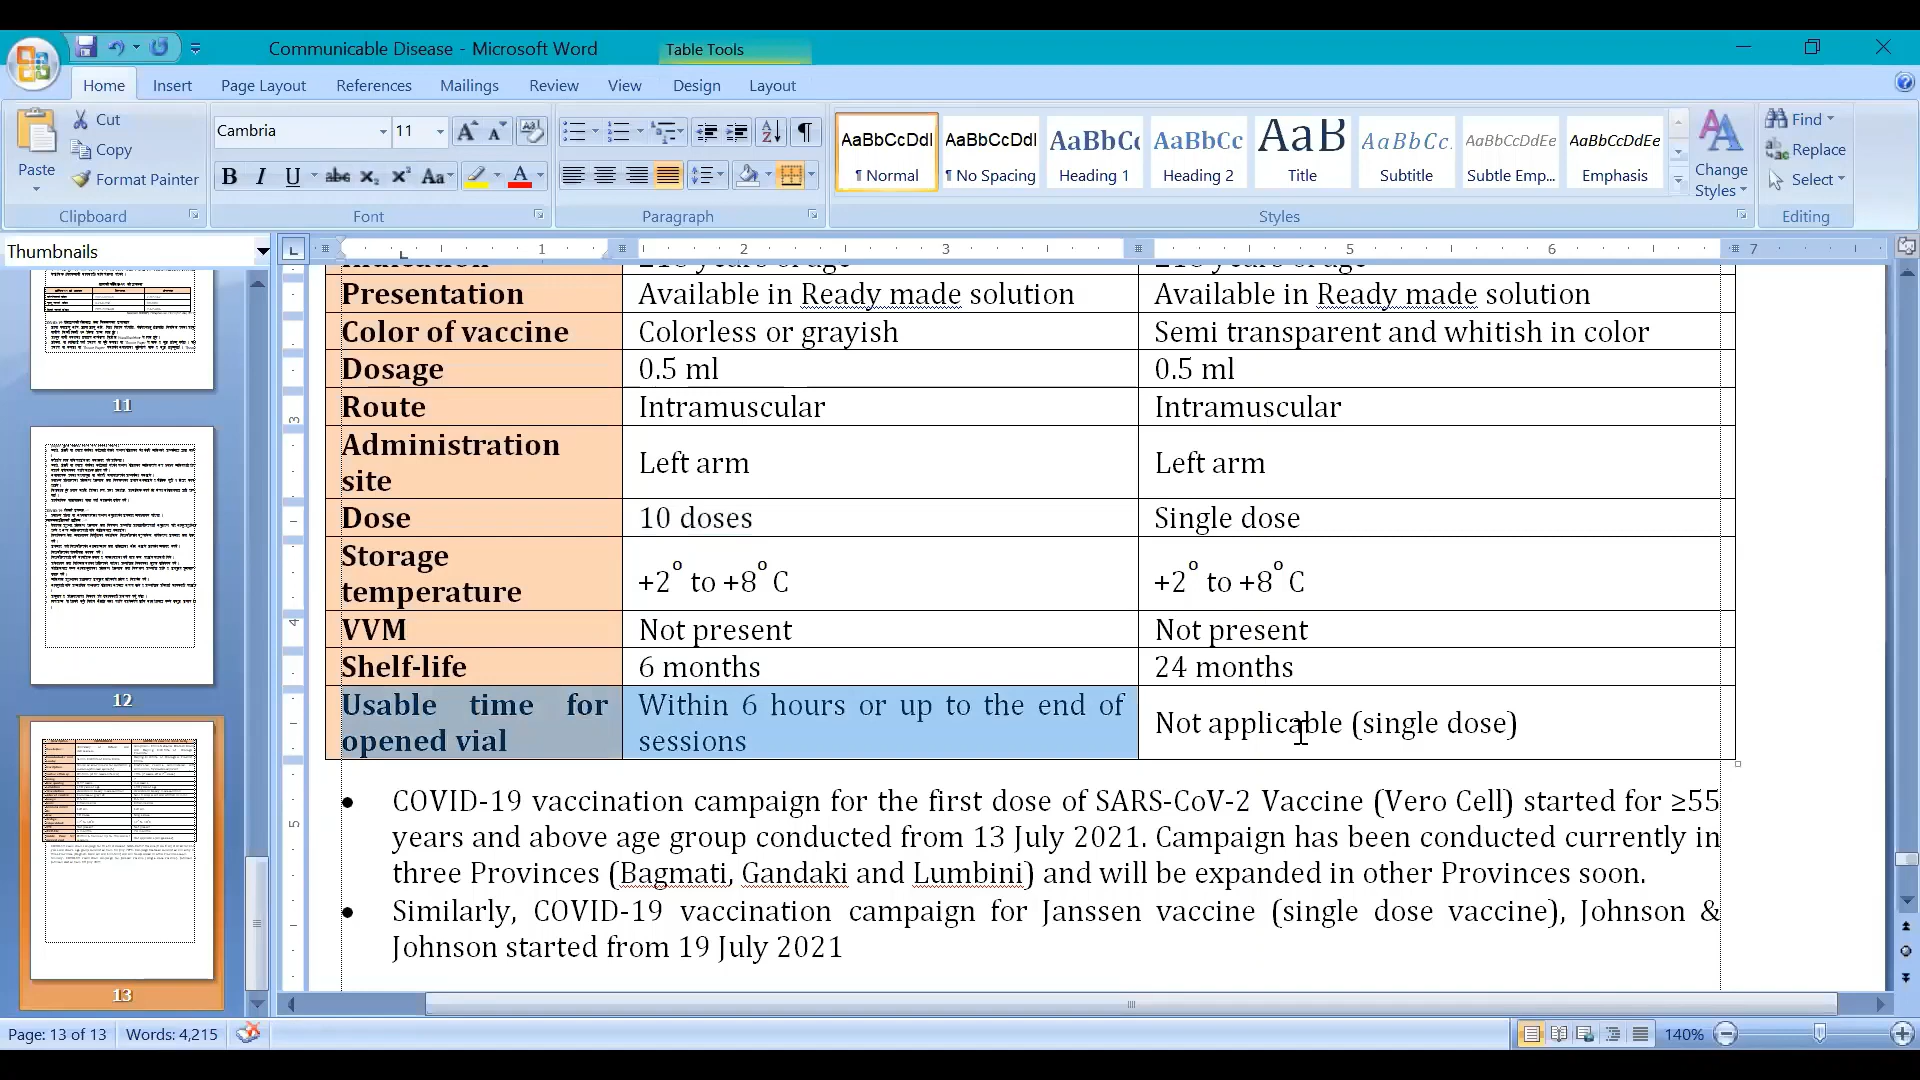 Communicable Disease - Microsoft Word
Table Tools
Home Insert Page Layout References Mailings Review View Design Layout
Paste
Cut
Copy
Format Painter
Clipboard
Cambria 11
Font
Paragraph
AaBbCcDdI AaBbCcDdI AaBbCc AaBbCc AaB AaBbCc. AaBbCcDdEe AaBbCcDdEe
¶ Normal ¶ No Spacing Heading 1 Heading 2 Title Subtitle Subtle Emp... Emphasis
Change Styles
Styles
Find
Replace
Select
Editing
Thumbnails
11
12
13
1 2 3 5 6 7
Presentation Available in Ready made solution Available in Ready made solution
Color of vaccine Colorless or grayish Semi transparent and whitish in color
Dosage 0.5 ml 0.5 ml
Route Intramuscular Intramuscular
Administration site Left arm Left arm
Dose 10 doses Single dose
Storage temperature +2° to +8° C +2° to +8° C
VVM Not present Not present
Shelf-life 6 months 24 months
Usable time for opened vial Within 6 hours or up to the end of sessions Not applicable (single dose)
• COVID-19 vaccination campaign for the first dose of SARS-CoV-2 Vaccine (Vero Cell) started for ≥55
years and above age group conducted from 13 July 2021. Campaign has been conducted currently in
three Provinces (Bagmati, Gandaki and Lumbini) and will be expanded in other Provinces soon.
• Similarly, COVID-19 vaccination campaign for Janssen vaccine (single dose vaccine), Johnson &
Johnson started from 19 July 2021
Page: 13 of 13 Words: 4,215 140%